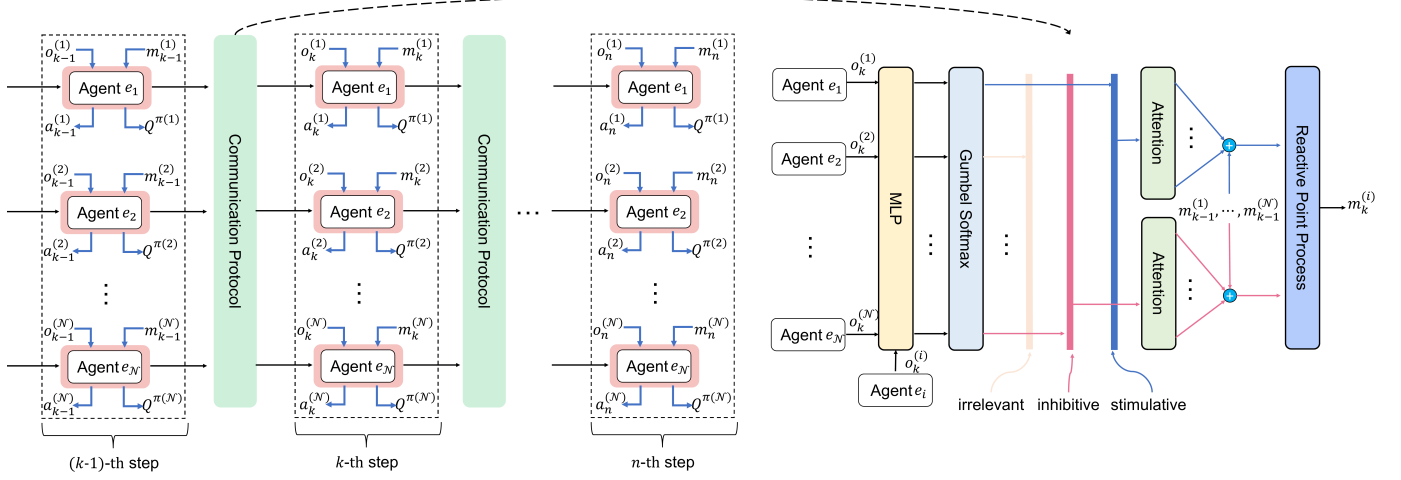 o_{k-1}^{(1)} m_{k-1}^{(1)}
Agent e_1
a_{k-1}^{(1)} Q^{π(1)}
o_{k-1}^{(2)} m_{k-1}^{(2)}
Agent e_2
a_{k-1}^{(2)} Q^{π(2)}
⋮
o_{k-1}^{(𝒩)} m_{k-1}^{(𝒩)}
Agent e_𝒩
a_{k-1}^{(𝒩)} Q^{π(𝒩)}
(k-1)-th step
Communication Protocol
o_k^{(1)} m_k^{(1)}
Agent e_1
a_k^{(1)} Q^{π(1)}
o_k^{(2)} m_k^{(2)}
Agent e_2
a_k^{(2)} Q^{π(2)}
⋮
o_k^{(𝒩)} m_k^{(𝒩)}
Agent e_𝒩
a_k^{(𝒩)} Q^{π(𝒩)}
k-th step
Communication Protocol
⋯
o_n^{(1)} m_n^{(1)}
Agent e_1
a_n^{(1)} Q^{π(1)}
o_n^{(2)} m_n^{(2)}
Agent e_2
a_n^{(2)} Q^{π(2)}
⋮
o_n^{(𝒩)} m_n^{(𝒩)}
Agent e_𝒩
a_n^{(𝒩)} Q^{π(𝒩)}
n-th step
Agent e_1 o_k^{(1)}
Agent e_2 o_k^{(2)}
⋮
Agent e_𝒩 o_k^{(𝒩)}
Agent e_i o_k^{(i)}
MLP
⋮
Gumbel Softmax
⋮
irrelevant inhibitive stimulative
Attention
⋯
+
m_{k-1}^{(1)}, ⋯, m_{k-1}^{(𝒩)}
Attention
⋯
+
Reactive Point Process
m_k^{(i)}